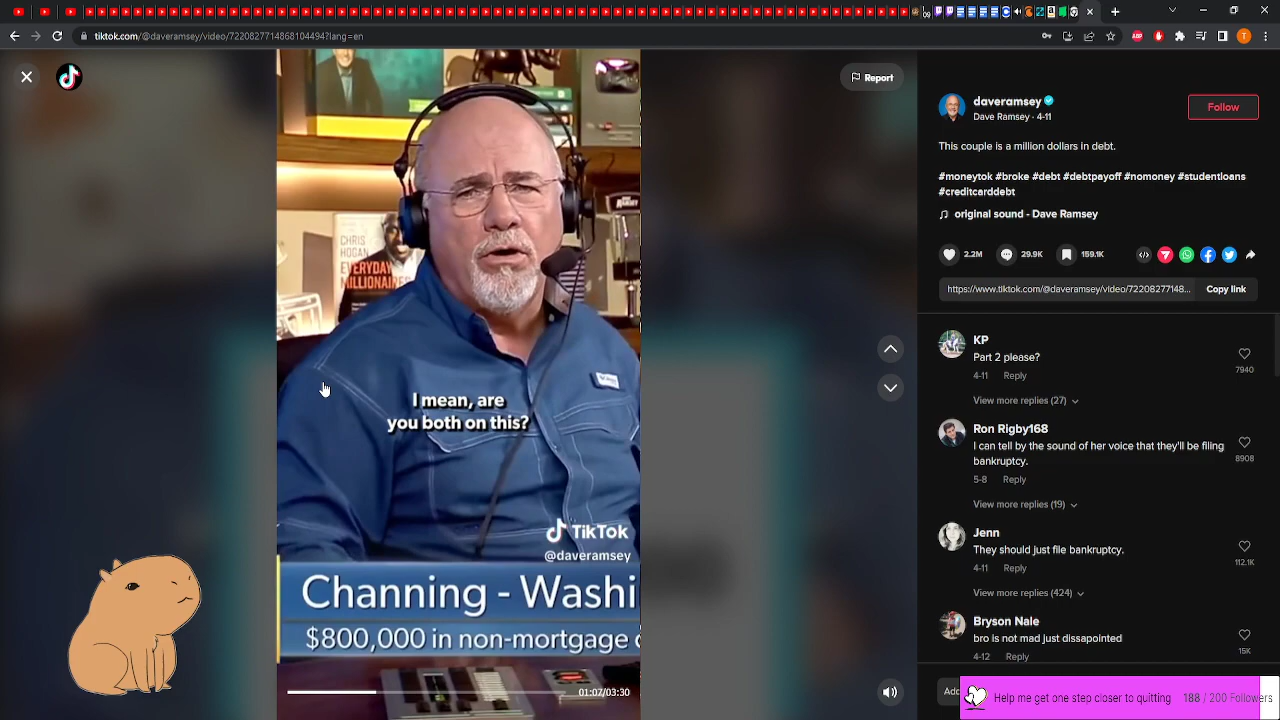 tiktok.com/@daveramsey/video/7220827714868104494?lang=en
T
Report
CHRIS
HOGAN
EVERYDAY
MILLIONAIRES
I mean, are
you both on this?
TikTok
@daveramsey
Channing - Washi
$800,000 in non-mortgage
01:07/03:30
daveramsey
Dave Ramsey · 4-11
Follow
This couple is a million dollars in debt.
#moneytok #broke #debt #debtpayoff #nomoney #studentloans
#creditcarddebt
original sound - Dave Ramsey
2.2M
29.9K
159.1K
https://www.tiktok.com/@daveramsey/video/72208277148...
Copy link
KP
Part 2 please?
4-11 Reply
7940
View more replies (27)
Ron Rigby168
I can tell by the sound of her voice that they'll be filing
bankruptcy.
5-8 Reply
8908
View more replies (19)
Jenn
They should just file bankruptcy.
4-11 Reply
112.1K
View more replies (424)
Bryson Nale
bro is not mad just dissapointed
4-12 Reply
15K
Help me get one step closer to quitting
Follow